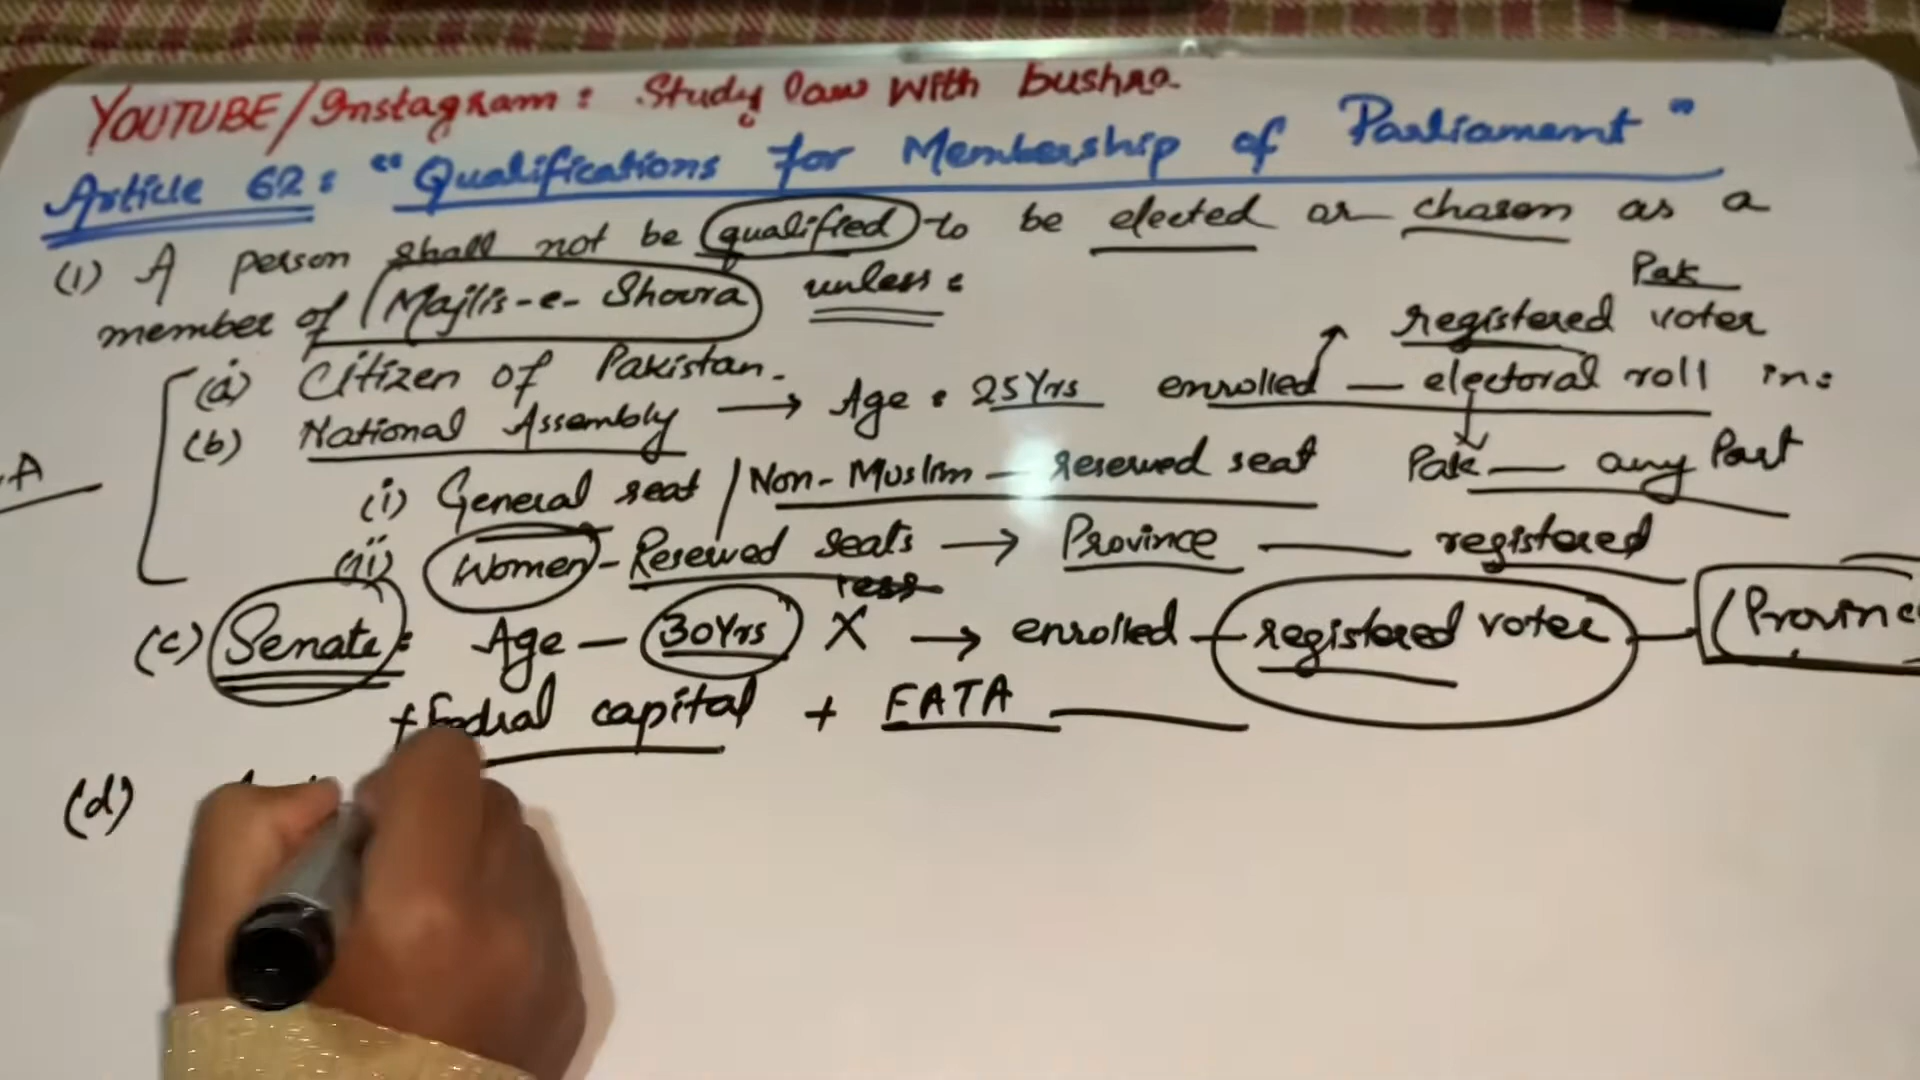 YOUTUBE/Instagram: Study law with bushra.
Article 62: "Qualifications for Membership of Parliament"
(1) A person shall not be qualified to be elected or chosen as a
member of Majlis-e-Shoora unless:
(a) Citizen of Pakistan.
Pak
registered voter
(b) National Assembly → Age: 25Yrs enrolled — electoral roll in:
(i) General seat / Non-Muslim — reserved seat Pak — any Part
A
(ii) Women - Reserved seats → Province — registered
less
(c) Senate: Age — 30Yrs X → enrolled — registered voter — (Province
+ Fedral capital + FATA
(d)